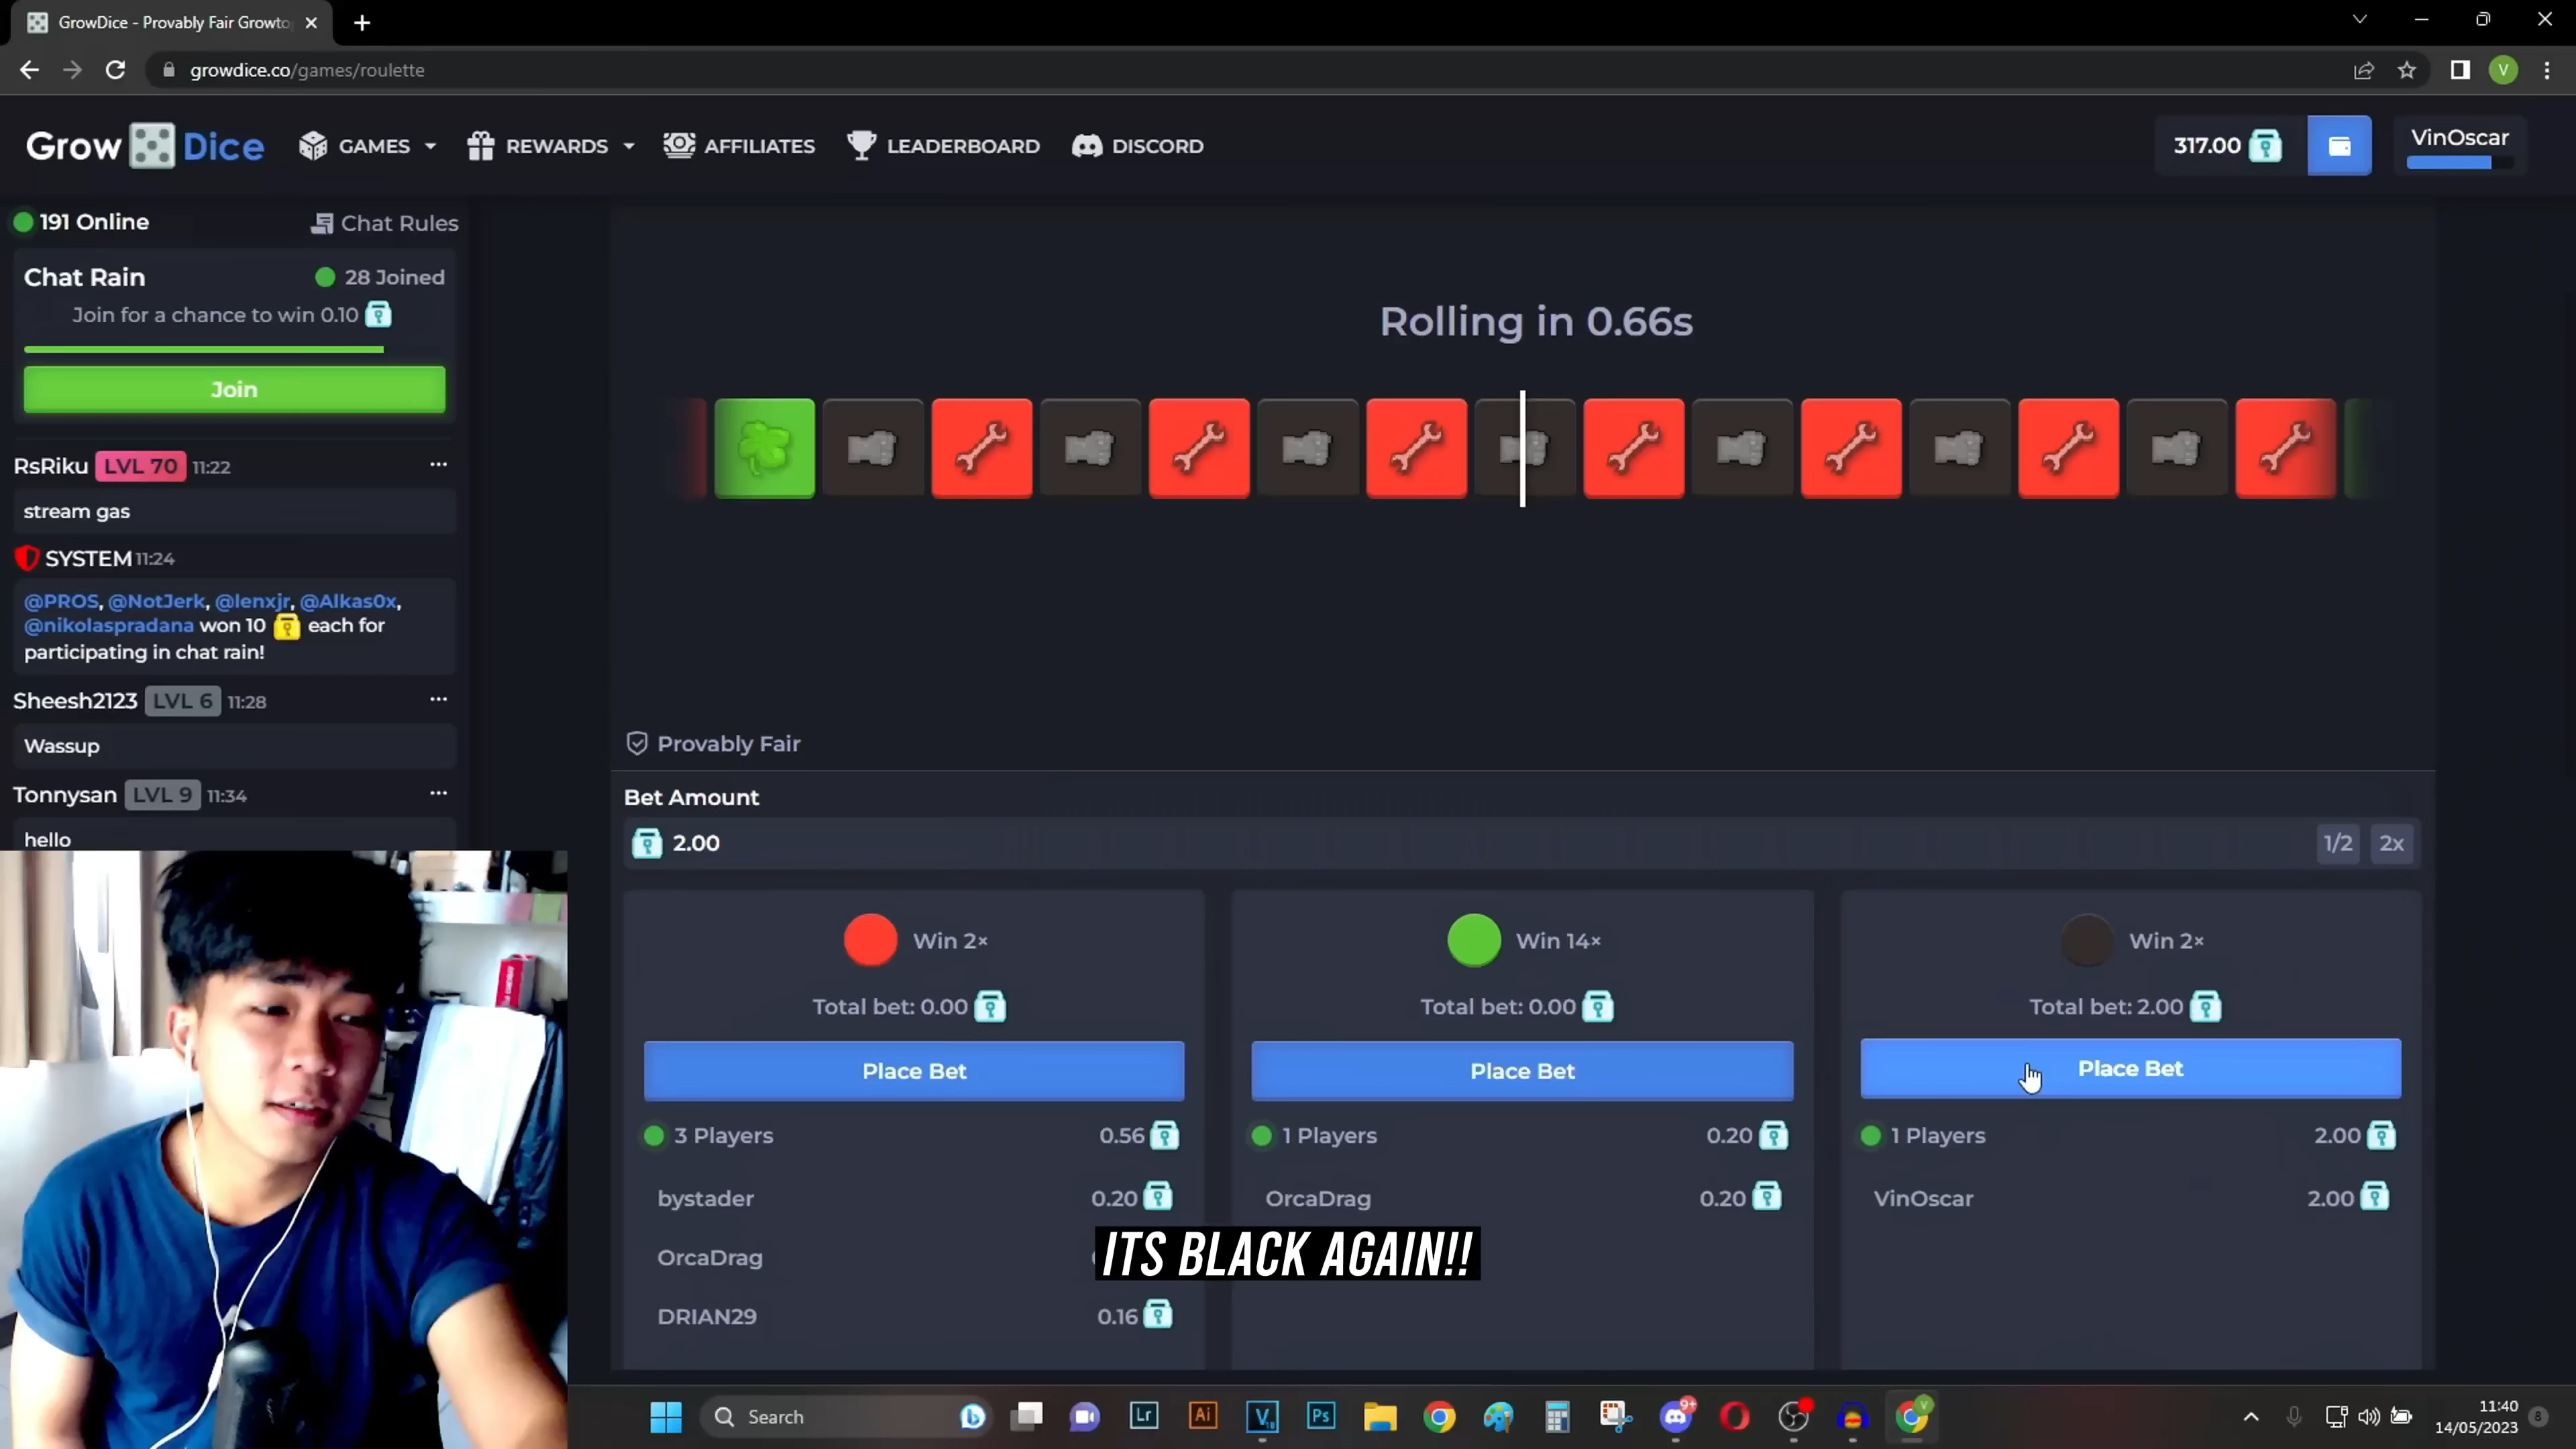 GrowDice - Provably Fair Growto
growdice.co/games/roulette
V
Grow Dice
GAMES
REWARDS
AFFILIATES
LEADERBOARD
DISCORD
317.00
VinOscar
191 Online
Chat Rules
Chat Rain
28 Joined
Join for a chance to win 0.10
Join
RsRiku LVL 70 11:22
stream gas
SYSTEM 11:24
@PROS, @NotJerk, @lenxjr, @Alkas0x,
@nikolaspradana won 10 each for
participating in chat rain!
Sheesh2123 LVL 6 11:28
Wassup
Tonnysan LVL 9 11:34
hello
Rolling in 0.66s
Provably Fair
Bet Amount
2.00
1/2
2x
Win 2×
Total bet: 0.00
Place Bet
3 Players 0.56
bystader 0.20
OrcaDrag
DRIAN29 0.16
Win 14×
Total bet: 0.00
Place Bet
1 Players 0.20
OrcaDrag 0.20
Win 2×
Total bet: 2.00
Place Bet
1 Players 2.00
VinOscar 2.00
ITS BLACK AGAIN!!
Search
Lr
Ai
V
Ps
9+
V
11:40
14/05/2023
8